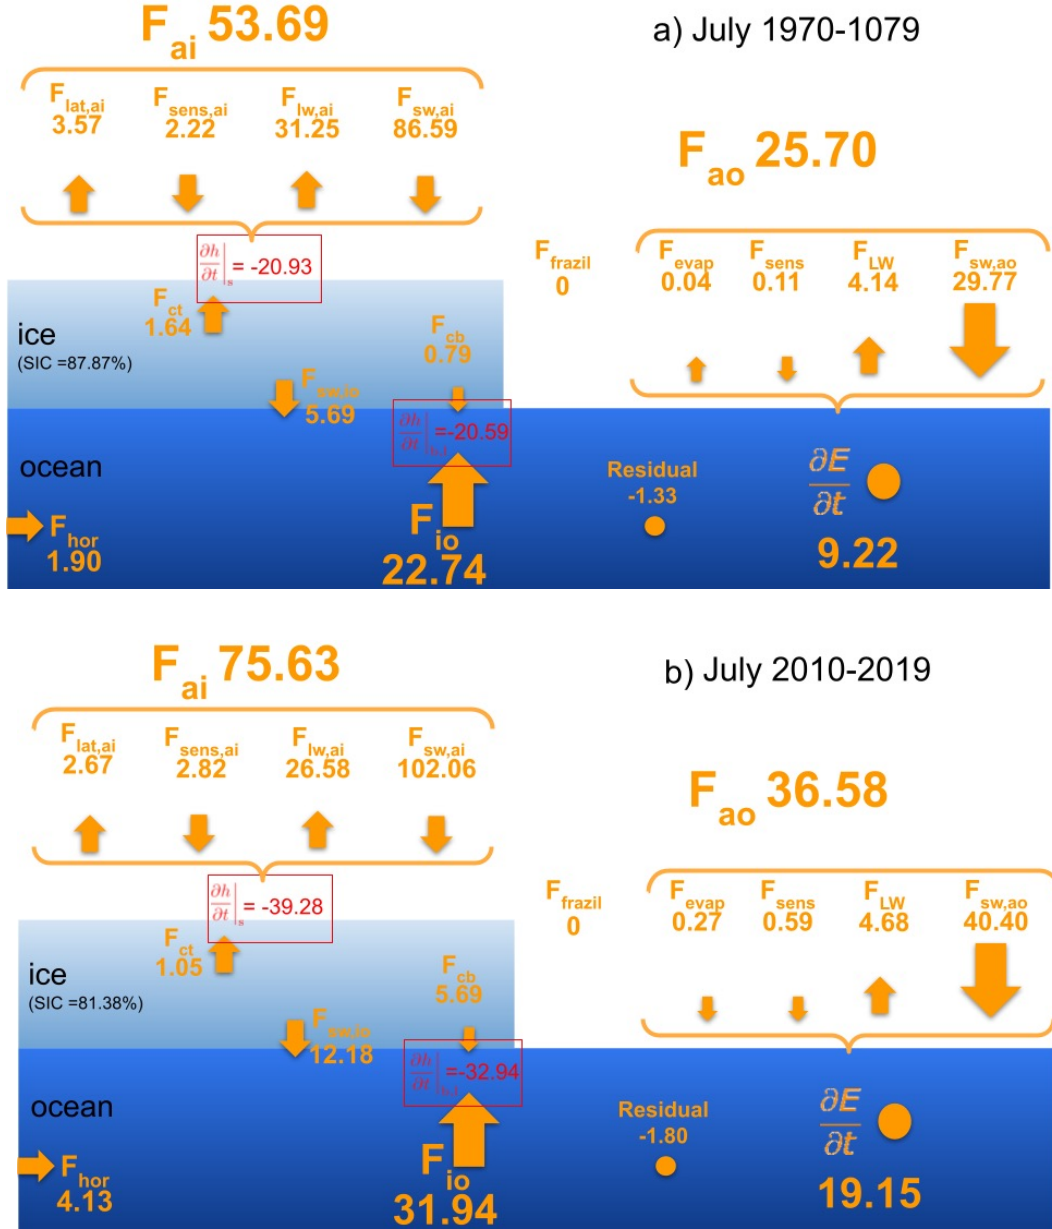 F_ai 53.69
a) July 1970-1079
F_lat,ai F_sens,ai F_lw,ai F_sw,ai
3.57 2.22 31.25 86.59
F_ao 25.70
F_frazil F_evap F_sens F_LW F_sw,ao
0 0.04 0.11 4.14 29.77
∂h/∂t|_s = -20.93
F_ct
1.64
ice
(SIC =87.87%)
F_cb
0.79
F_sw,io
5.69
∂h/∂t| =-20.59
ocean
Residual
-1.33
∂E/∂t
9.22
F_hor
1.90
F_io
22.74
F_ai 75.63
b) July 2010-2019
F_lat,ai F_sens,ai F_lw,ai F_sw,ai
2.67 2.82 26.58 102.06
F_ao 36.58
F_frazil F_evap F_sens F_LW F_sw,ao
0 0.27 0.59 4.68 40.40
∂h/∂t|_s = -39.28
F_ct
1.05
ice
(SIC =81.38%)
F_cb
5.69
F_sw,io
12.18
∂h/∂t| =-32.94
ocean
Residual
-1.80
∂E/∂t
19.15
F_hor
4.13
F_io
31.94